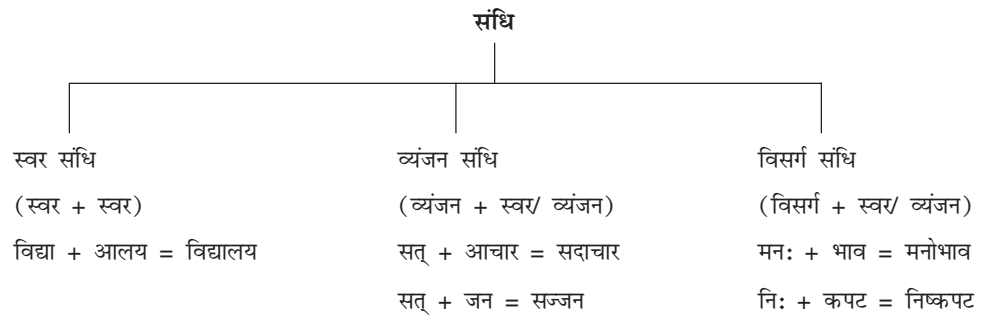 संधि
स्वर संधि
(स्वर + स्वर)
विद्या + आलय = विद्यालय
व्यंजन संधि
(व्यंजन + स्वर/ व्यंजन)
सत् + आचार = सदाचार
सत् + जन = सज्जन
विसर्ग संधि
(विसर्ग + स्वर/ व्यंजन)
मन: + भाव = मनोभाव
नि: + कपट = निष्कपट